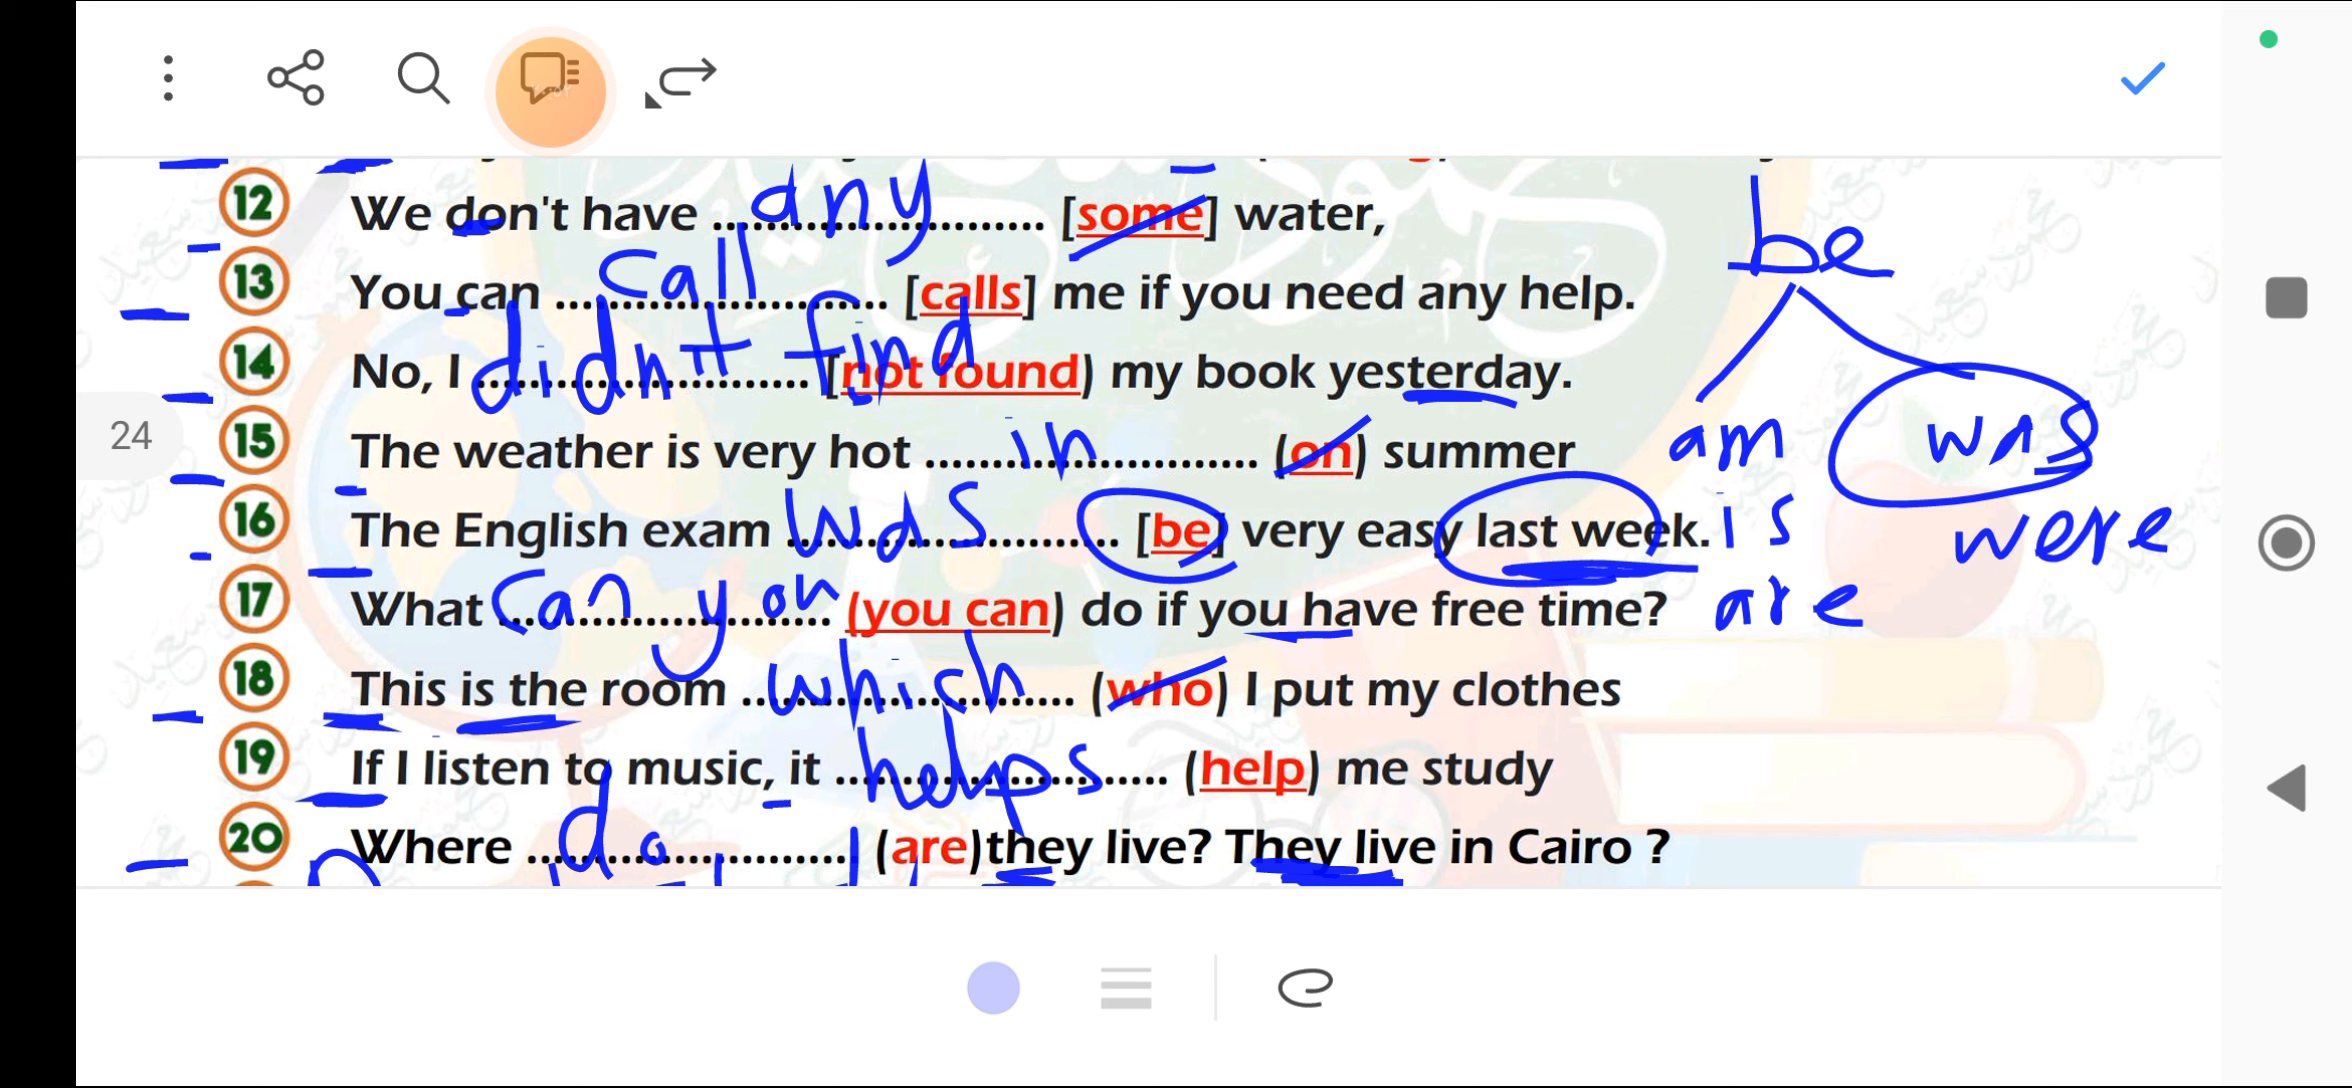 12 We don't have any .............................. [some] water,
13 You can call .............................. [calls] me if you need any help.
14 No, I didn't find .............................. [not found) my book yesterday.
15 The weather is very hot in .............................. (on) summer
16 The English exam was .............................. [be] very easy last week.
17 What can you .............................. (you can) do if you have free time?
18 This is the room which .............................. (who) I put my clothes
19 If I listen to music, it helps .............................. (help) me study
20 Where do .............................. (are)they live? They live in Cairo ?
be
am was
is were
are
24